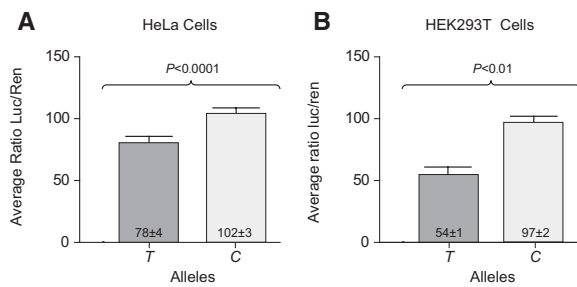 A
HeLa Cells
Average Ratio Luc/Ren
150
100
50
0
P<0.0001
78±4
102±3
T
C
Alleles
B
HEK293T Cells
Average ratio luc/ren
150
100
50
0
P<0.01
54±1
97±2
T
C
Alleles